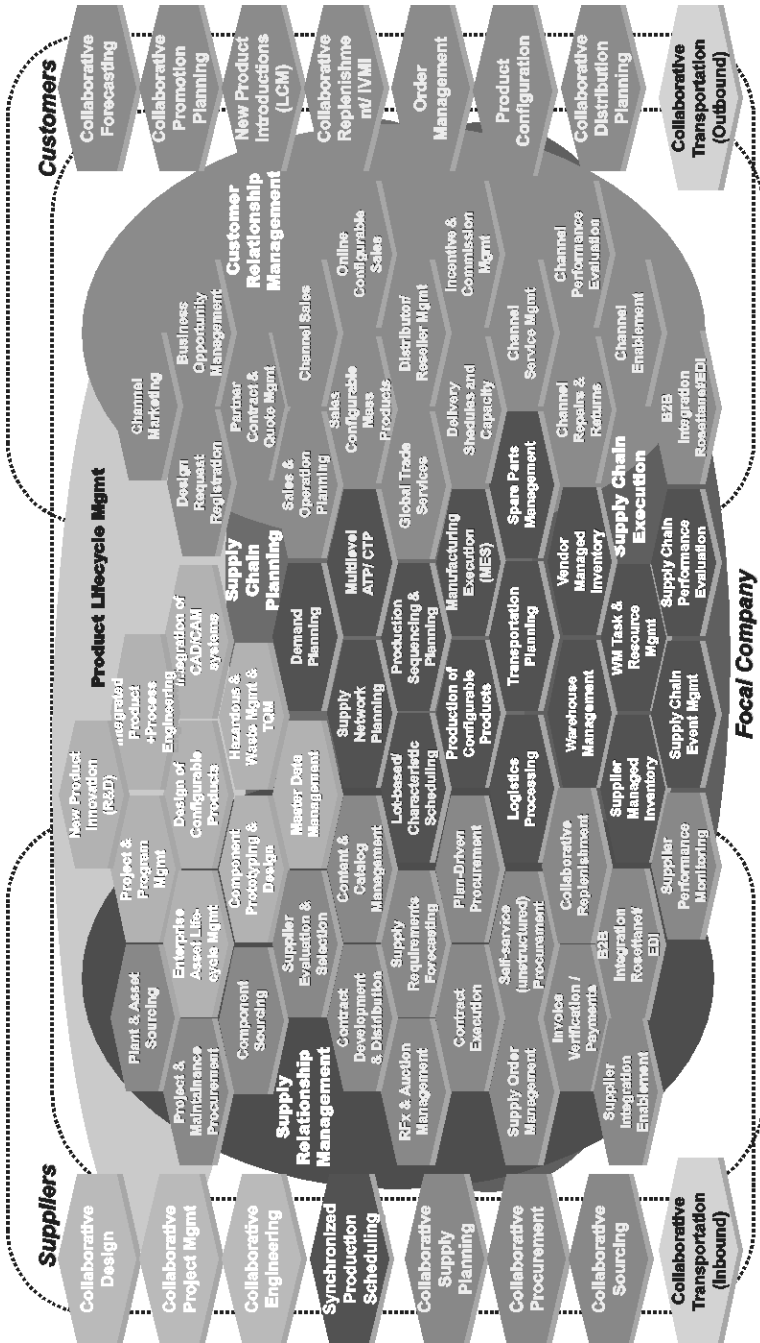 Suppliers
Collaborative
Design
Collaborative
Project Mgmt
Collaborative
Engineering
Synchronized
Production
Scheduling
Collaborative
Supply
Planning
Collaborative
Procurement
Collaborative
Sourcing
Collaborative
Transportation
(Inbound)
Product Lifecycle Mgmt
New Product
Innovation
(R&D)
Plant & Asset
Sourcing
Project &
Program
Mgmt
Integrated
Product
+Process
Engineering
Channel
Marketing
Project &
Maintainance
Procurement
Enterprise
Asset Life-
cycle Mgmt
Design of
Configurable
Products
Integration of
CAD/CAM
systems
Design
Request
Registration
Business
Opportunity
Management
Component
Sourcing
Component
Prototyping &
Design
Hazardous &
Waste Mgmt &
TQM
Supply
Chain
Planning
Partner
Contract &
Quote Mgmt
Customer
Relationship
Management
Supply
Relationship
Management
Supplier
Evaluation &
Selection
Master Data
Management
Demand
Planning
Sales &
Operation
Planning
Channel Sales
Contract
Development
& Distribution
Content &
Catalog
Management
Supply
Network
Planning
Multilevel
ATP/ CTP
Sales
Configurable
Mass
Products
Online
Configurable
Sales
RFx & Auction
Management
Supply
Requirements
Forecasting
Lot-based/
Characteristic
Scheduling
Production
Sequencing &
Planning
Global Trade
Services
Distributor/
Reseller Mgmt
Contract
Execution
Plan-Driven
Procurement
Production of
Configurable
Products
Manufacturing
Execution
(MES)
Delivery
Shedules and
Capacity
Incentive &
Commission
Mgmt
Supply Order
Management
Self-service
(unstructured)
Procurement
Logistics
Processing
Transportation
Planning
Spare Parts
Management
Channel
Service Mgmt
Invoice
Verification /
Payments
Collaborative
Replenishment
Warehouse
Management
Vendor
Managed
Inventory
Channel
Repairs &
Returns
Channel
Performance
Evaluation
Supplier
Integration
Enablement
B2B
Integration
Rosettanet/
EDI
Supplier
Managed
Inventory
WM Task &
Resource
Mgmt
Supply Chain
Execution
Channel
Enablement
Supplier
Performance
Monitoring
Supply Chain
Event Mgmt
Supply Chain
Performance
Evaluation
B2B
Integration
Rosettanet/EDI
Focal Company
Customers
Collaborative
Forecasting
Collaborative
Promotion
Planning
New Product
Introductions
(LCM)
Collaborative
Replenishme
nt/ IVMI
Order
Management
Product
Configuration
Collaborative
Distribution
Planning
Collaborative
Transportation
(Outbound)